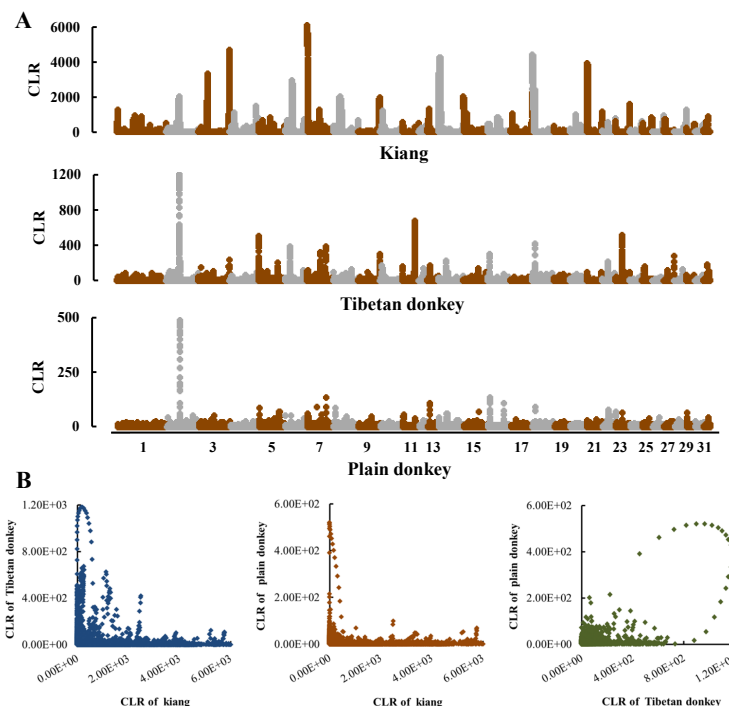 A
6000
4000
2000
0
CLR
Kiang
1200
800
400
0
CLR
Tibetan donkey
500
250
0
CLR
1 3 5 7 9 11 13 15 17 19 21 23 25 27 29 31
Plain donkey
B
1.20E+03
8.00E+02
4.00E+02
0.00E+00
CLR of Tibetan donkey
0.00E+00 2.00E+03 4.00E+03 6.00E+03
CLR of kiang
6.00E+02
4.00E+02
2.00E+02
0.00E+00
CLR of plain donkey
0.00E+00 2.00E+03 4.00E+03 6.00E+03
CLR of kiang
6.00E+02
4.00E+02
2.00E+02
0.00E+00
CLR of plain donkey
0.00E+00 4.00E+02 8.00E+02
CLR of Tibetan donkey